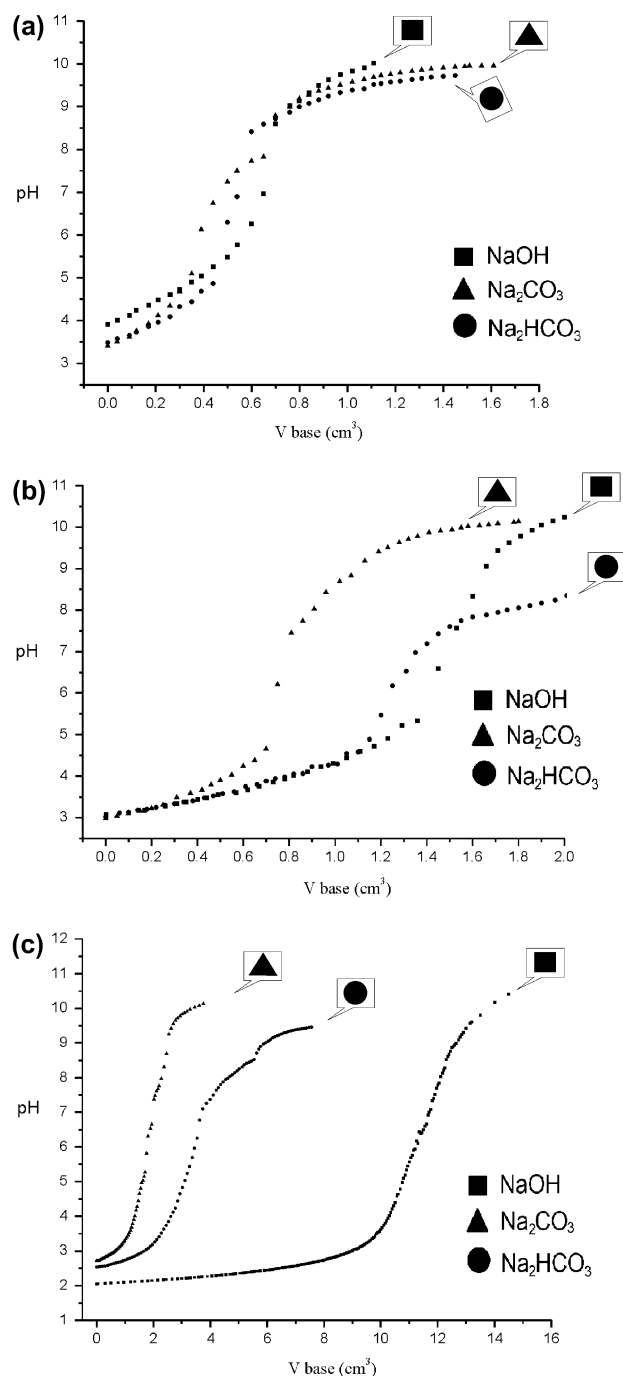 (a)
11
10
9
8
7
6
5
4
3
pH
NaOH
Na₂CO₃
Na₂HCO₃
0.0 0.2 0.4 0.6 0.8 1.0 1.2 1.4 1.6 1.8
V base (cm³)
(b)
11
10
9
8
7
6
5
4
3
pH
NaOH
Na₂CO₃
Na₂HCO₃
0.0 0.2 0.4 0.6 0.8 1.0 1.2 1.4 1.6 1.8 2.0
V base (cm³)
(c)
12
11
10
9
8
7
6
5
4
3
2
1
pH
NaOH
Na₂CO₃
Na₂HCO₃
0 2 4 6 8 10 12 14 16
V base (cm³)